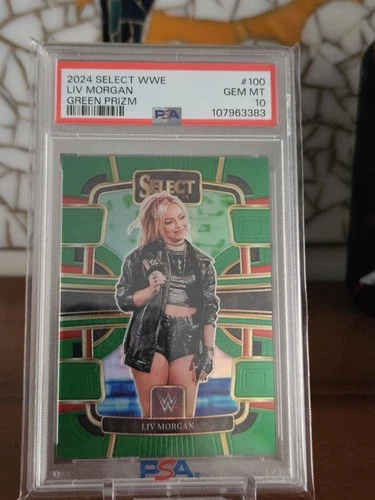 2024 SELECT WWE #100
LIV MORGAN GEM MT
GREEN PRIZM PSA 10
107963383
SELECT
W
LIV MORGAN
PSA